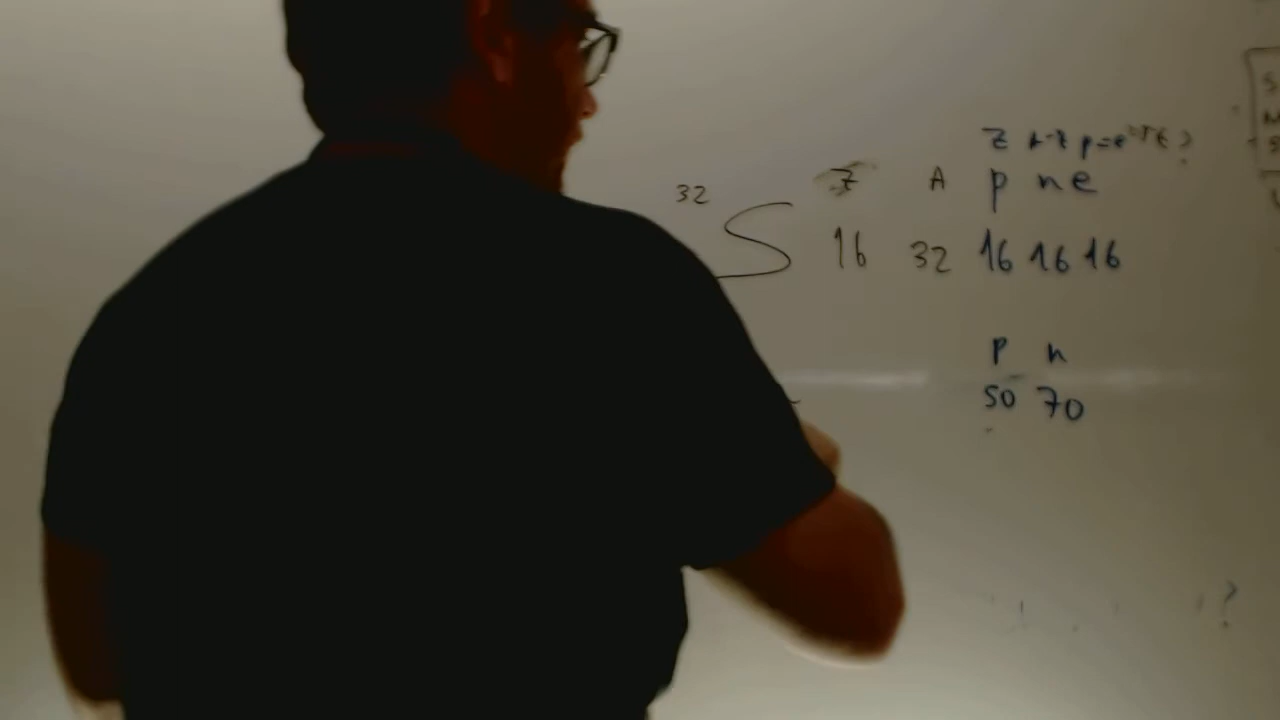 Z A-Z p=e
32 Z A p n e
S 16 32 16 16 16
p n
50 70
?